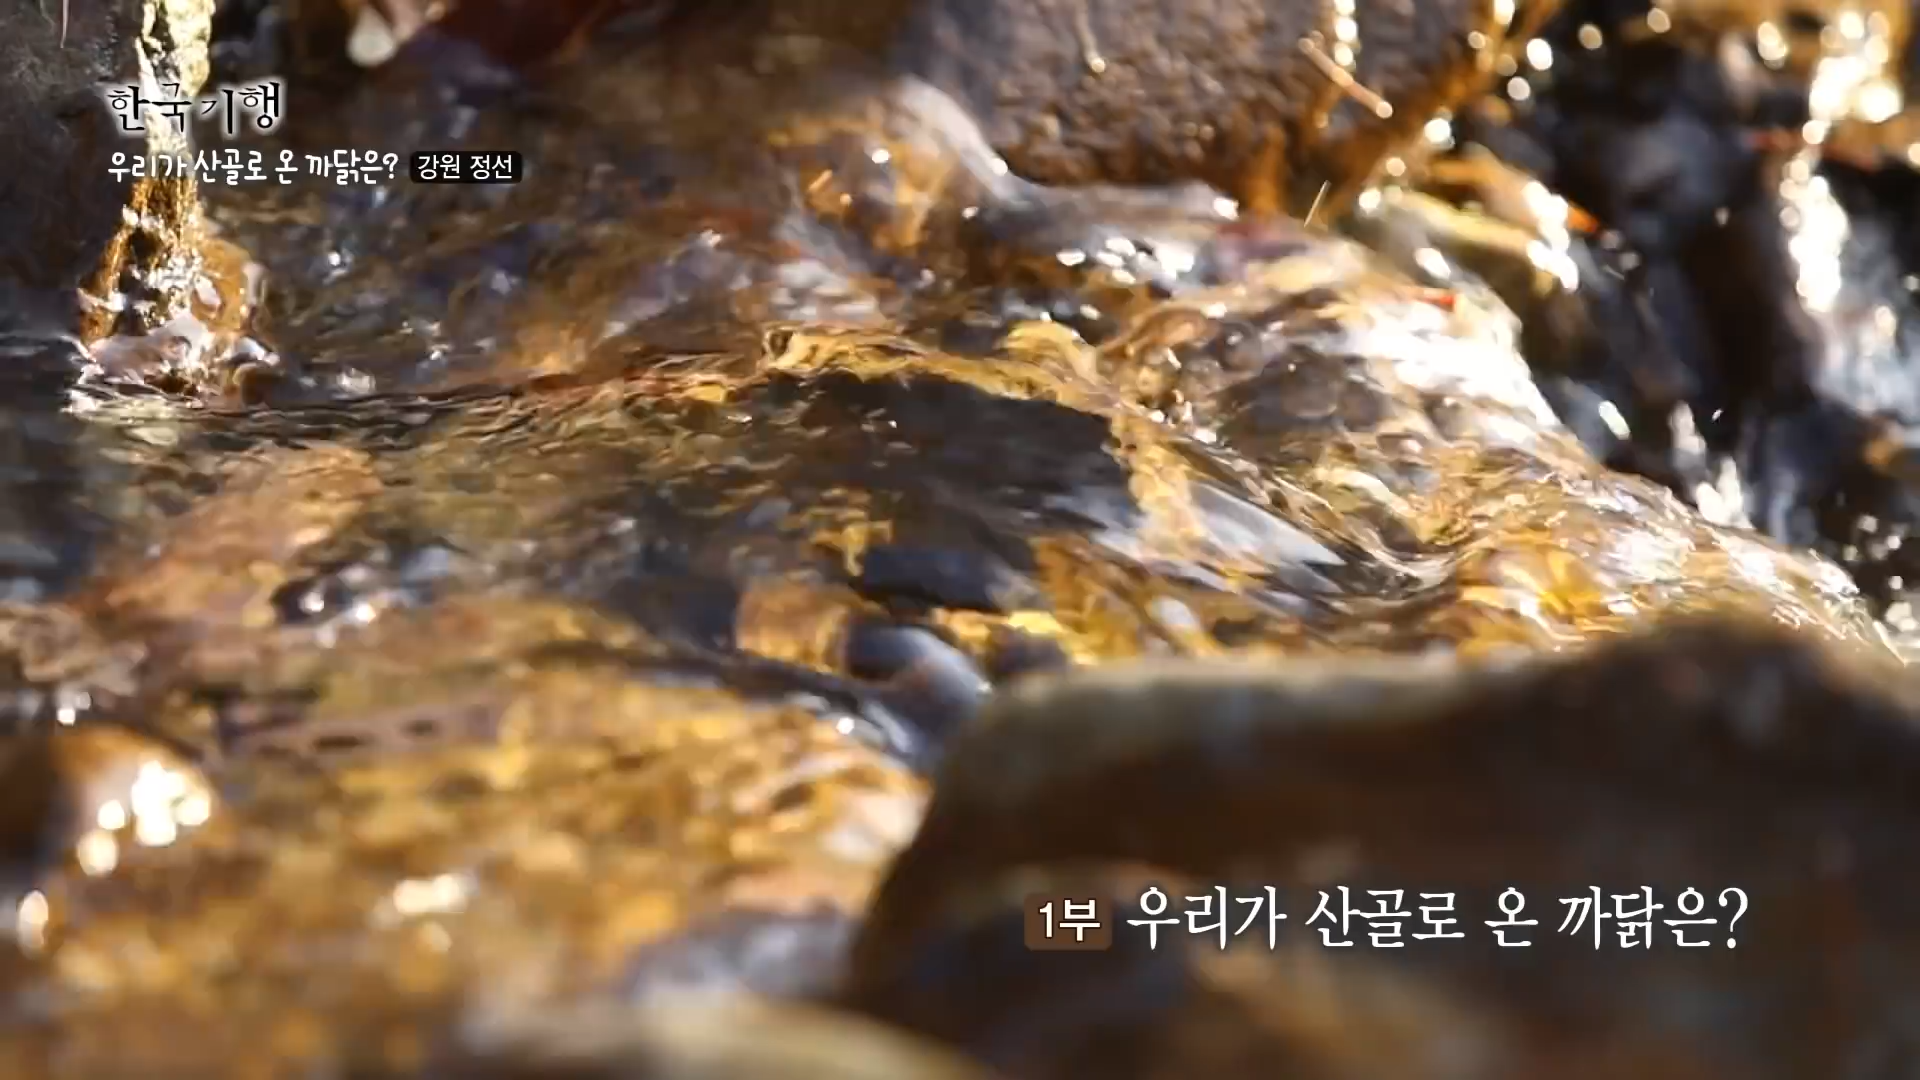 한국기행
우리가 산골로 온 까닭은? 강원 정선
1부 우리가 산골로 온 까닭은?